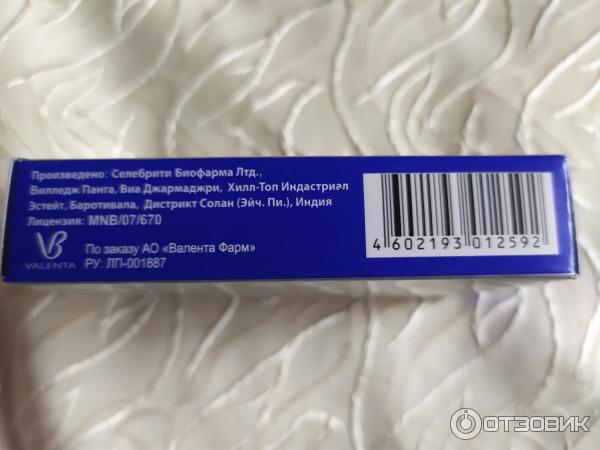 Произведено: Селебрити Биофарма Лтд.,
Вилледж Панга, Виа Джармаджри, Хилл-Топ Индастриэл
Эстейт, Баротивала, Дистрикт Солан (Эйч. Пи.), Индия
Лицензия: MNB/07/670
VALENTA
По заказу АО «Валента Фарм»
РУ: ЛП-001887
4 602193 012592
ОТЗОВИК